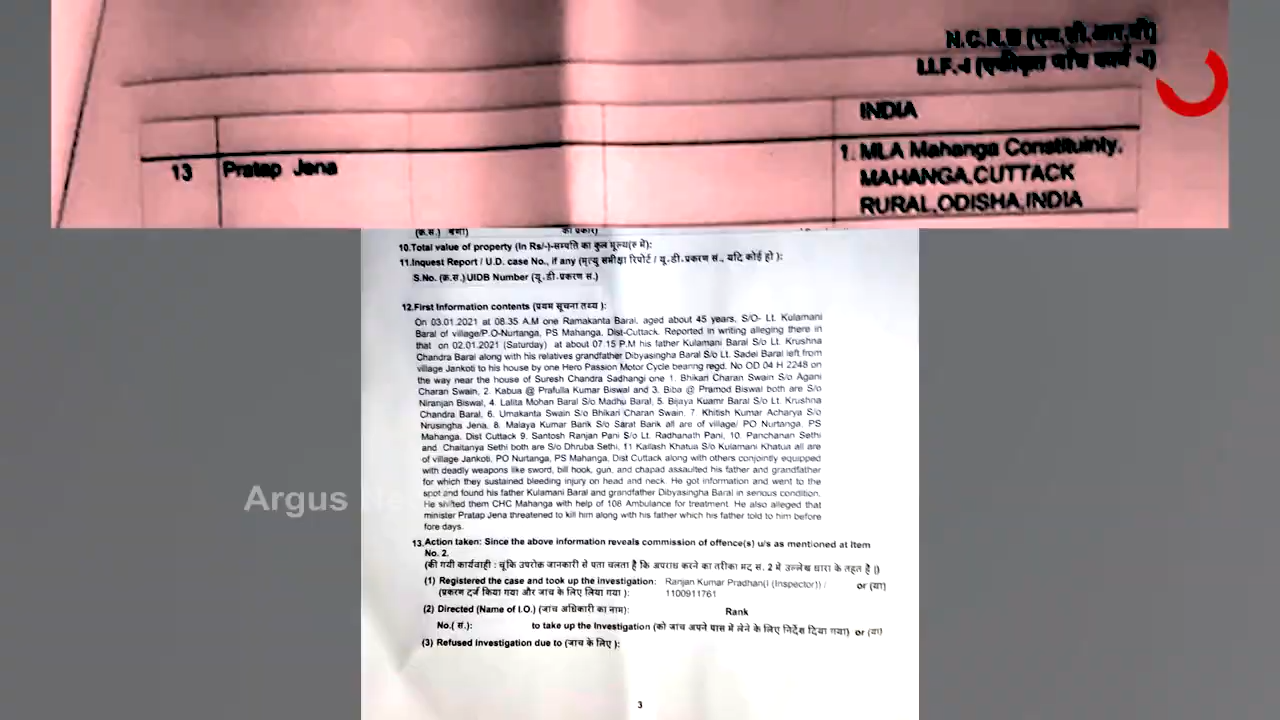 N.C.R.B (एन.सी.आर.बी)
I.I.F.-I (एकीकृत जाँच फार्म -I)
INDIA
13 Pratap Jena 1. MLA Mahanga Constituinty,
MAHANGA,CUTTACK
RURAL,ODISHA,INDIA
(क्र.सं.)
का प्रकार)
10.Total value of property (In Rs/-)-सम्पति का कुल मूल्य(रु में):
11.Inquest Report / U.D. case No., if any (मृत्यु समीक्षा रिपोर्ट / यू.डी.प्रकरण सं., यदि कोई हो ):
S.No. (क्र.सं.) UIDB Number (यू.डी.प्रकरण सं.)
12.First Information contents (प्रथम सूचना तथ्य ):
On 03.01.2021 at 08.35 A.M one Ramakanta Baral, aged about 45 years, S/O- Lt. Kulamani
Baral of village/P.O-Nurtanga, PS Mahanga, Dist-Cuttack. Reported in writing alleging there in
that on 02.01.2021 (Saturday) at about 07.15 P.M his father Kulamani Baral S/o Lt. Krushna
Chandra Baral along with his relatives grandfather Dibyasingha Baral S/o Lt. Sadei Baral left from
village Jankoti to his house by one Hero Passion Motor Cycle bearing regd. No OD 04 H 2248 on
the way near the house of Suresh Chandra Sadhangi one 1. Bhikari Charan Swain S/o Agani
Charan Swain, 2. Kabua @ Prafulla Kumar Biswal and 3. Biba @ Pramod Biswal both are S/o
Niranjan Biswal, 4. Lalita Mohan Baral S/o Madhu Baral, 5. Bijaya Kuamr Baral S/o Lt. Krushna
Chandra Baral, 6. Umakanta Swain S/o Bhikari Charan Swain, 7. Khitish Kumar Acharya S/o
Nrusingha Jena, 8. Malaya Kumar Barik S/o Sarat Barik all are of village/ PO Nurtanga, PS
Mahanga, Dist Cuttack 9. Santosh Ranjan Pani S/o Lt. Radhanath Pani, 10. Panchanan Sethi
and Chaitanya Sethi both are S/o Dhruba Sethi, 11 Kailash Khatua S/o Kulamani Khatua all are
of village Jankoti, PO Nurtanga, PS Mahanga, Dist Cuttack along with others conjointly equipped
with deadly weapons like sword, bill hook, gun, and chapad assaulted his father and grandfather
for which they sustained bleeding injury on head and neck. He got information and went to the
spot and found his father Kulamani Baral and grandfather Dibyasingha Baral in serious condition.
He shifted them CHC Mahanga with help of 108 Ambulance for treatment. He also alleged that
minister Pratap Jena threatened to kill him along with his father which his father told to him before
fore days.
Argus
13.Action taken: Since the above information reveals commission of offence(s) u/s as mentioned at Item
No. 2.
(की गयी कार्यवाही : चूंकि उपरोक्त जानकारी से पता चलता है कि अपराध करने का तरीका मद सं. 2 में उल्लेख धारा के तहत है |)
(1) Registered the case and took up the investigation: Ranjan Kumar Pradhan(I (Inspector)) / or (या)
(प्रकरण दर्ज किया गया और जांच के लिए लिया गया ): 1100911761
(2) Directed (Name of I.O.) (जांच अधिकारी का नाम): Rank
No.( सं.): to take up the Investigation (को जांच अपने पास में लेने के लिए निर्देश दिया गया) or (या)
(3) Refused investigation due to (जांच के लिए ):
3